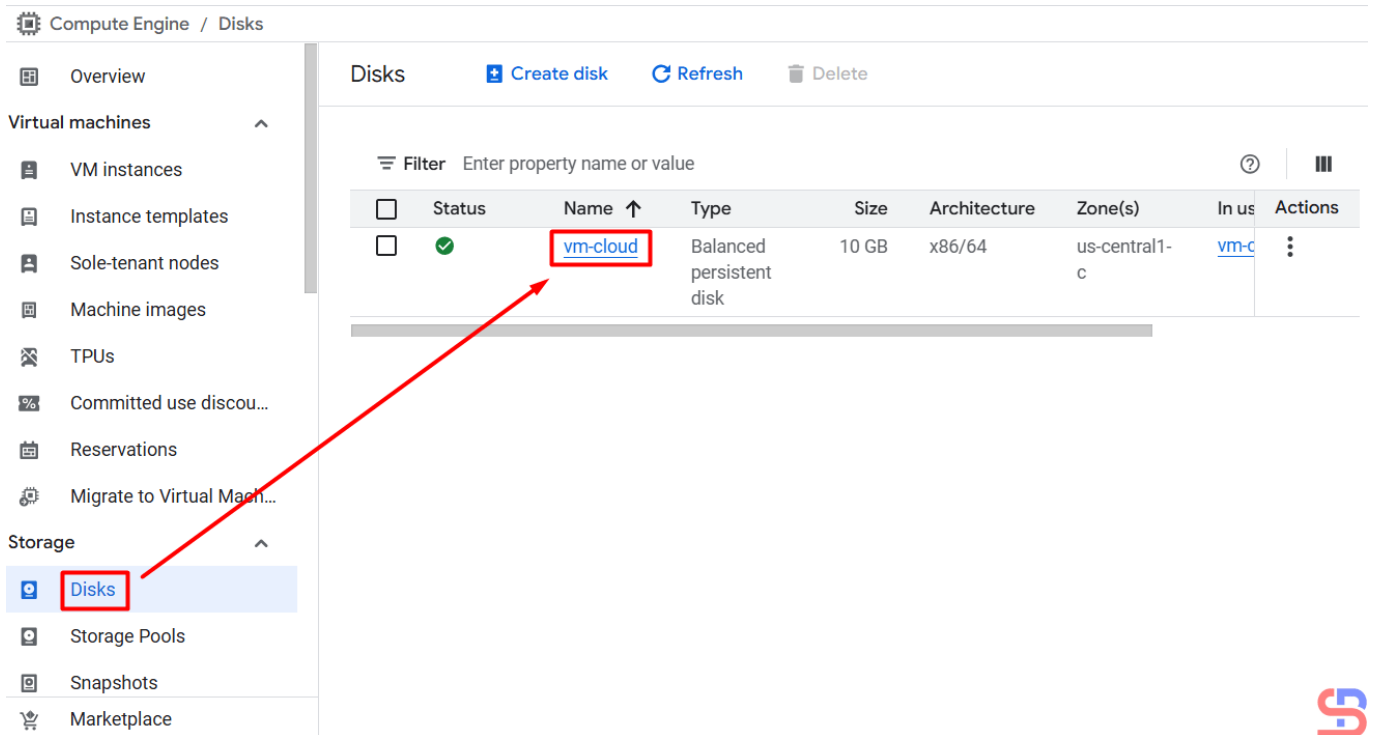 Compute Engine / Disks
Overview
Virtual machines
VM instances
Instance templates
Sole-tenant nodes
Machine images
TPUs
Committed use discou...
Reservations
Migrate to Virtual Mach...
Storage
Disks
Storage Pools
Snapshots
Marketplace
Disks Create disk Refresh Delete
Filter Enter property name or value
Status Name Type Size Architecture Zone(s) In us Actions
vm-cloud Balanced 10 GB x86/64 us-central1- vm-c
persistent c
disk